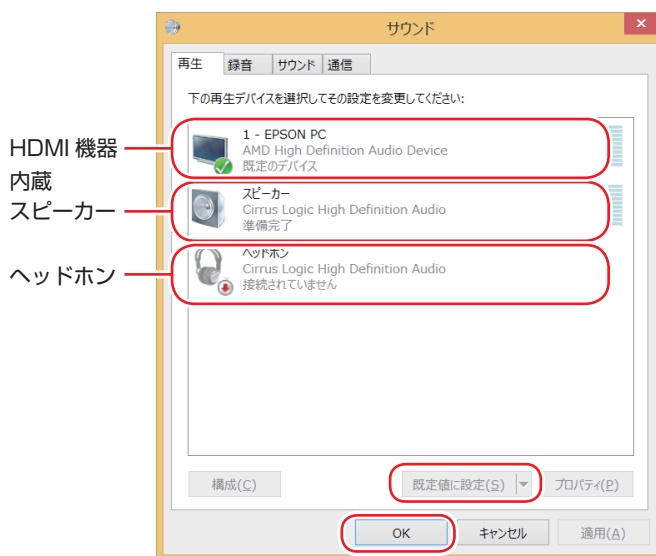 サウンド
再生 録音 サウンド 通信
下の再生デバイスを選択してその設定を変更してください:
HDMI 機器
1 - EPSON PC
AMD High Definition Audio Device
既定のデバイス
内蔵
スピーカー
スピーカー
Cirrus Logic High Definition Audio
準備完了
ヘッドホン
ヘッドホン
Cirrus Logic High Definition Audio
接続されていません
構成(C) 既定値に設定(S) プロパティ(P)
OK キャンセル 適用(A)